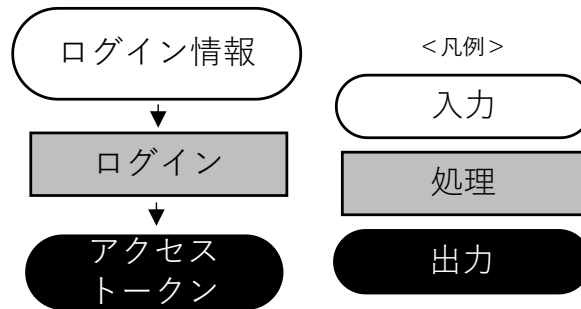 ログイン情報
ログイン
アクセス
トークン
＜凡例＞
入力
処理
出力